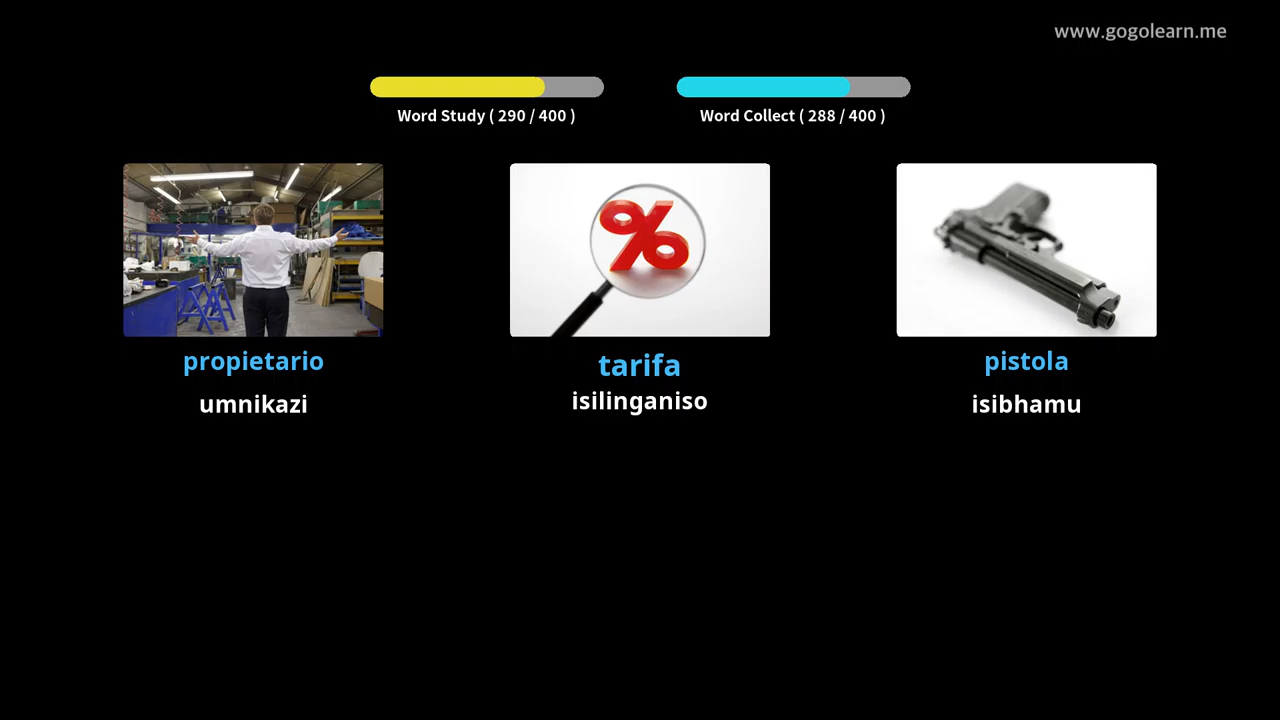 www.gogolearn.me
Word Study ( 290 / 400 )
Word Collect ( 288 / 400 )
propietario
umnikazi
tarifa
isilinganiso
pistola
isibhamu